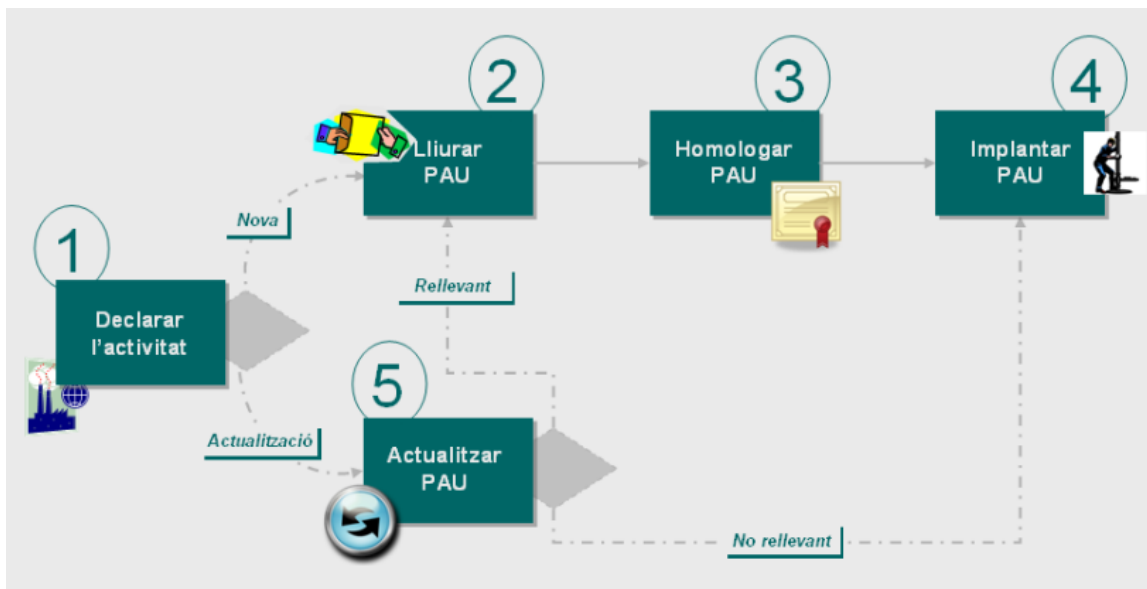 1
Declarar
l'activitat
Nova
Actualització
2
Lliurar
PAU
3
Homologar
PAU
4
Implantar
PAU
Rellevant
5
Actualitzar
PAU
No rellevant